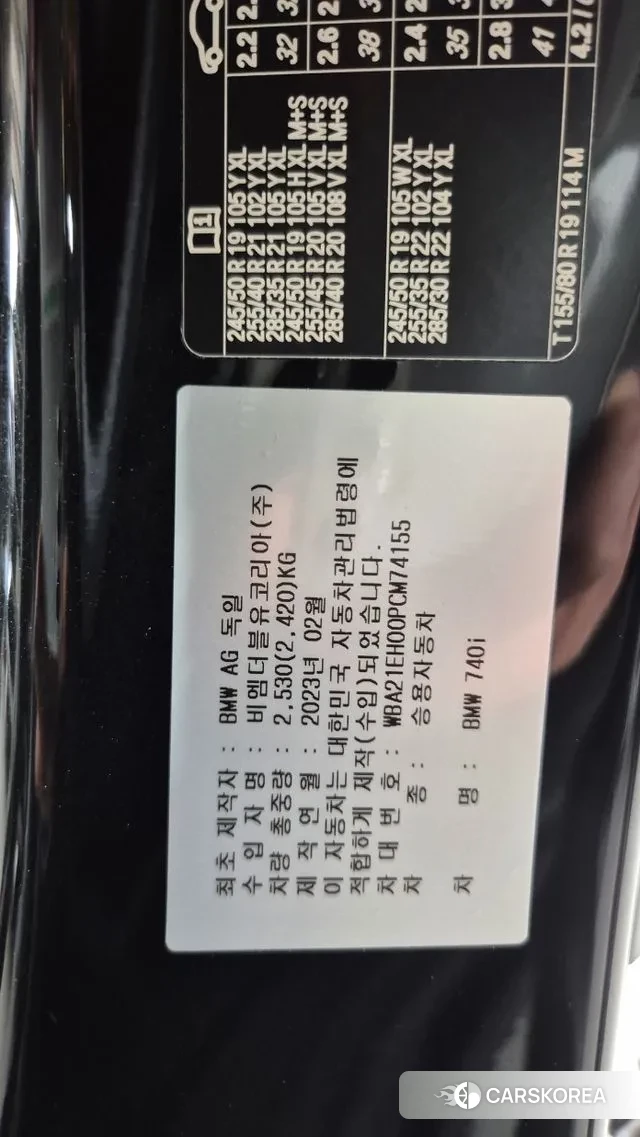 245/50 R 19 105 Y XL
255/40 R 21 102 Y XL
285/35 R 21 105 Y XL
245/50 R 19 105 H XL M+S
255/45 R 20 105 V XL M+S
285/40 R 20 108 V XL M+S
2.2 2.
32
2.6 2.
38
245/50 R 19 105 W XL
255/35 R 22 102 Y XL
285/30 R 22 104 Y XL
2.4 2
35
2.8 3
41
T 155/80 R 19 114 M
4.2 /
최초 제작자 : BMW AG 독일
수 입 자 명 : 비엠더블유코리아(주)
차량 총중량 : 2,530(2,420)KG
제 작 연 월 : 2023년 02월
이 자동차는 대한민국 자동차관리법령에
적합하게 제작(수입)되었습니다.
차 대 번 호 : WBA21EH00PCM74155
차 종 : 승용자동차
차 명 : BMW 740i
CARSKOREA